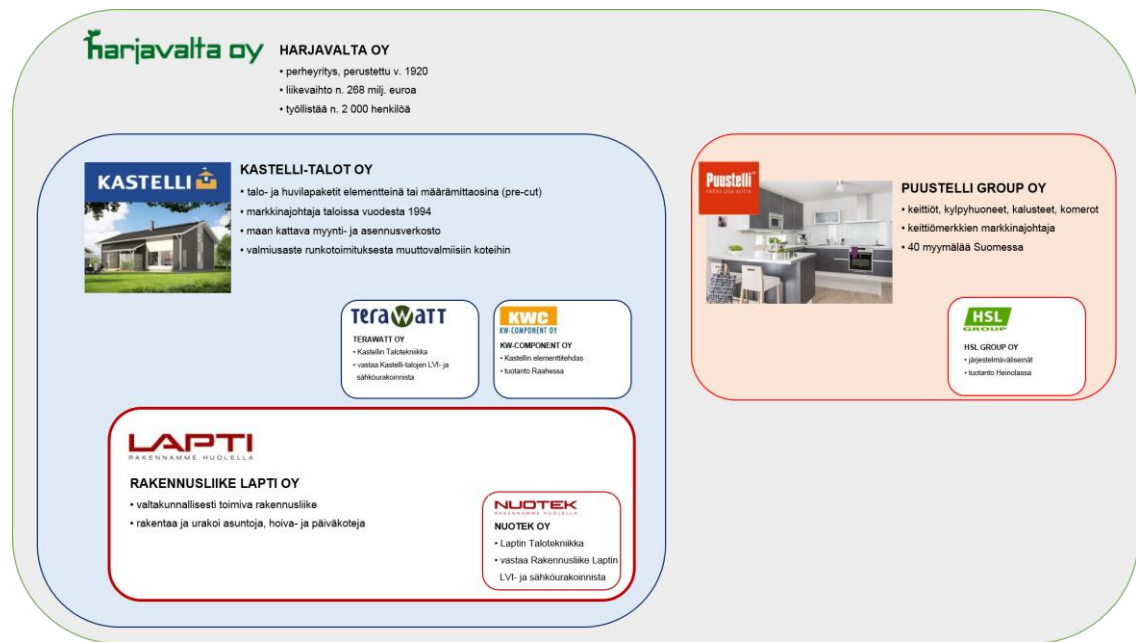 harjavalta oy
HARJAVALTA OY
• perheyritys, perustettu v. 1920
• liikevaihto n. 268 milj. euroa
• työllistää n. 2 000 henkilöä
KASTELLI
KASTELLI-TALOT OY
• talo- ja huvilapaketit elementteinä tai määrämittaosina (pre-cut)
• markkinajohtaja taloissa vuodesta 1994
• maan kattava myynti- ja asennusverkosto
• valmiusaste runkotoimituksesta muuttovalmiisiin koteihin
TeraWATT
TERAWATT OY
• Kastellin Talotekniikka
• vastaa Kastelli-talojen LVI- ja
sähköurakoinnista
KWC
KW-COMPONENT OY
KW-COMPONENT OY
• Kastellin elementtitehdas
• tuotanto Raahessa
LAPTI
RAKENNAMME HUOLELLA
RAKENNUSLIIKE LAPTI OY
• valtakunnallisesti toimiva rakennusliike
• rakentaa ja urakoi asuntoja, hoiva- ja päiväkoteja
NUOTEK
RAKENNAMME HUOLELLA
NUOTEK OY
• Laptin Talotekniikka
• vastaa Rakennusliike Laptin
LVI- ja sähköurakoinnista
Puustelli
PARAS OSA KOTIA
PUUSTELLI GROUP OY
• keittiöt, kylpyhuoneet, kalusteet, komerot
• keittiömerkkien markkinajohtaja
• 40 myymälää Suomessa
HSL
GROUP
HSL GROUP OY
• järjestelmäväliseinät
• tuotanto Heinolassa